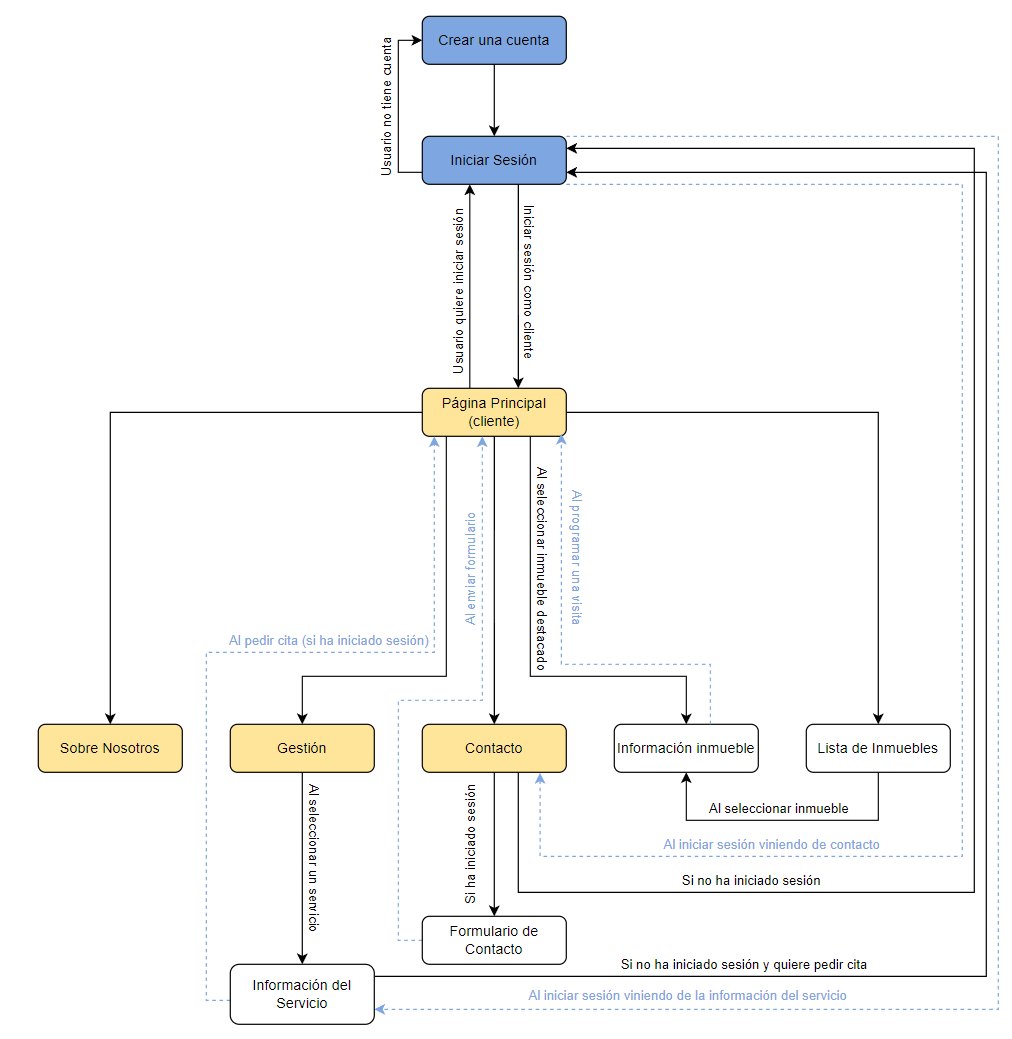 Crear una cuenta
Usuario no tiene cuenta
Iniciar Sesión
Usuario quiere iniciar sesión
Iniciar sesión como cliente
Página Principal
(cliente)
Al seleccionar inmueble destacado
Al programar una visita
Al enviar formulario
Al pedir cita (si ha iniciado sesión)
Sobre Nosotros
Gestión
Contacto
Información inmueble
Lista de Inmuebles
Al seleccionar un servicio
Si ha iniciado sesión
Al seleccionar inmueble
Al iniciar sesión viniendo de contacto
Si no ha iniciado sesión
Formulario de
Contacto
Si no ha iniciado sesión y quiere pedir cita
Información del
Servicio
Al iniciar sesión viniendo de la información del servicio